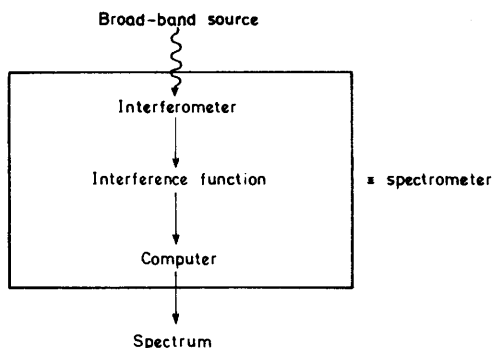 Broad-band source
Interferometer
Interference function
≡ spectrometer
Computer
Spectrum